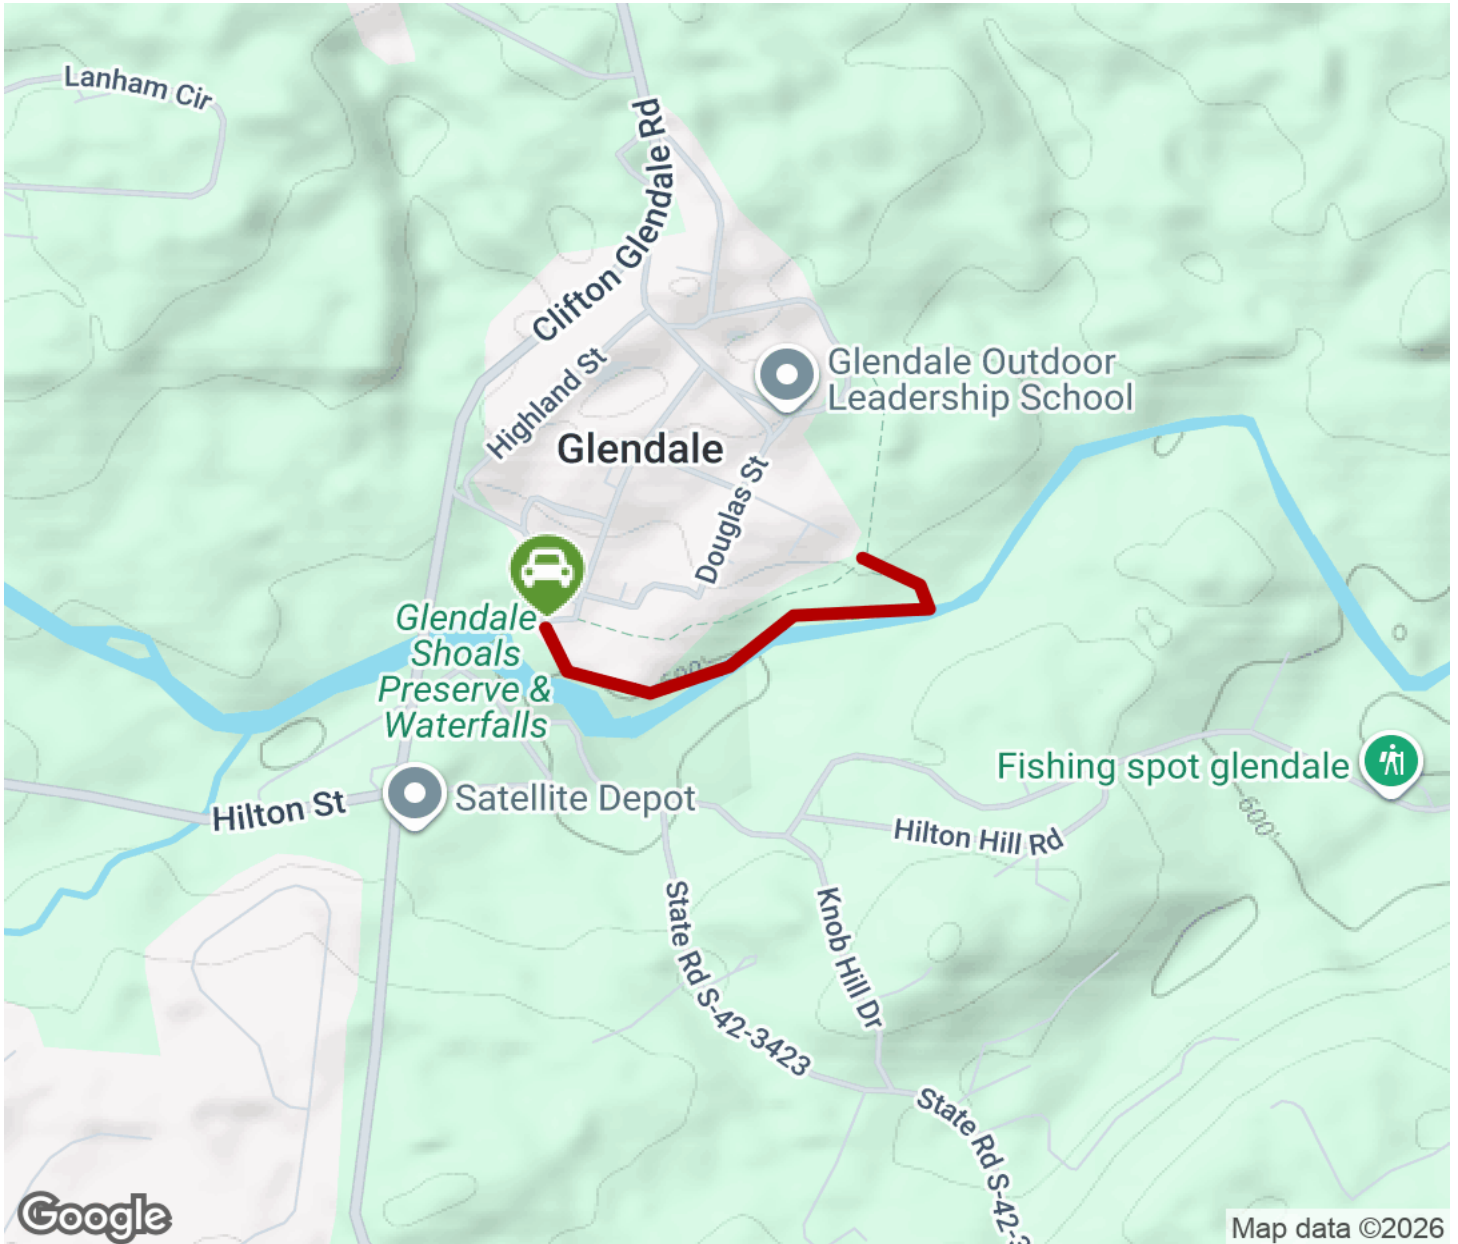 Lanham Cir
Clifton Glendale Rd
Highland St
Glendale Outdoor
Leadership School
Glendale
Douglas St
Glendale
Shoals
Preserve &
Waterfalls
600'
Fishing spot glendale
Satellite Depot
Hilton St
Hilton Hill Rd
600'
Knob Hill Dr
State Rd S-42-3423
State Rd S-42-3
Google
Map data ©2026